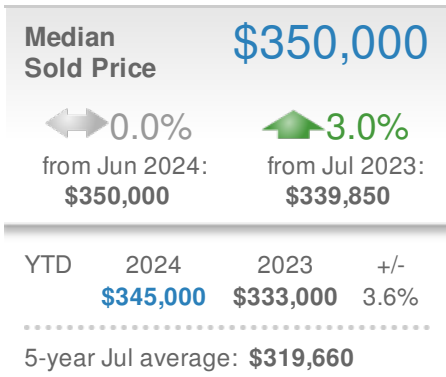 Median
Sold Price
$350,000
0.0%
from Jun 2024:
$350,000
3.0%
from Jul 2023:
$339,850
YTD 2024 2023 +/-
$345,000 $333,000 3.6%
5-year Jul average: $319,660